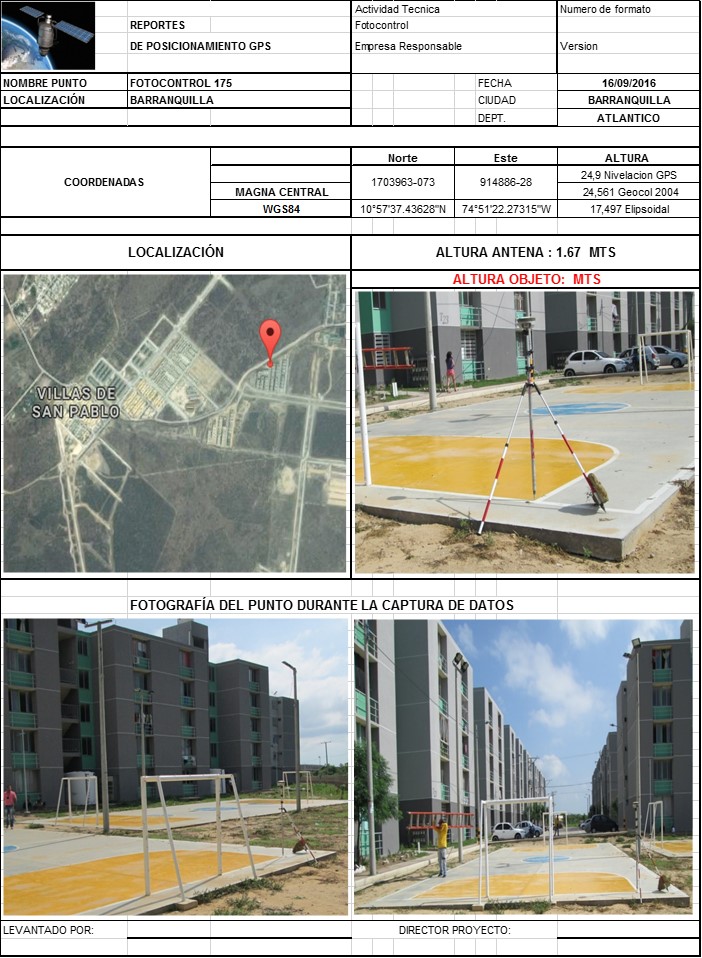 Actividad Tecnica
Numero de formato
REPORTES
Fotocontrol
DE POSICIONAMIENTO GPS
Empresa Responsable
Version
NOMBRE PUNTO
FOTOCONTROL 175
FECHA
16/09/2016
LOCALIZACIÓN
BARRANQUILLA
CIUDAD
BARRANQUILLA
DEPT.
ATLANTICO
COORDENADAS
Norte
Este
ALTURA
1703963-073
914886-28
24,9 Nivelacion GPS
MAGNA CENTRAL
24,561 Geocol 2004
WGS84
10°57'37.43628"N
74°51'22.27315"W
17,497 Elipsoidal
LOCALIZACIÓN
ALTURA ANTENA : 1.67 MTS
ALTURA OBJETO: MTS
VILLAS DE
SAN PABLO
FOTOGRAFÍA DEL PUNTO DURANTE LA CAPTURA DE DATOS
LEVANTADO POR:
DIRECTOR PROYECTO: